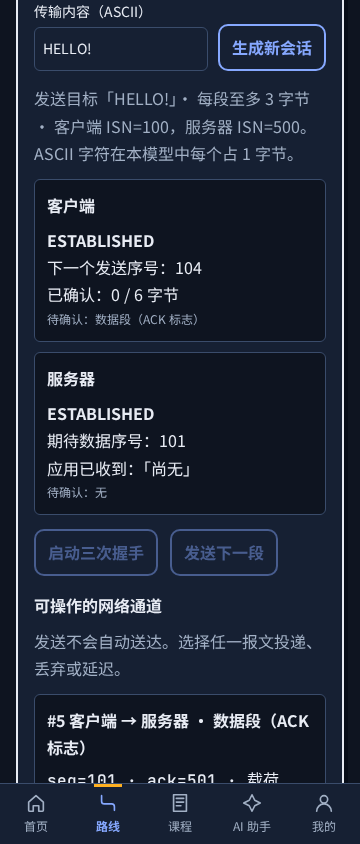 传输内容（ASCII）
HELLO!
生成新会话
发送目标「HELLO!」· 每段至多 3 字节
· 客户端 ISN=100，服务器 ISN=500。
ASCII 字符在本模型中每个占 1 字节。
客户端
ESTABLISHED
下一个发送序号：104
已确认：0 / 6 字节
待确认：数据段（ACK 标志）
服务器
ESTABLISHED
期待数据序号：101
应用已收到：「尚无」
待确认：无
启动三次握手
发送下一段
可操作的网络通道
发送不会自动送达。选择任一报文投递、
丢弃或延迟。
#5 客户端 → 服务器 · 数据段（ACK
标志）
seq=101 · ack=501 · 载荷
首页
路线
课程
AI 助手
我的